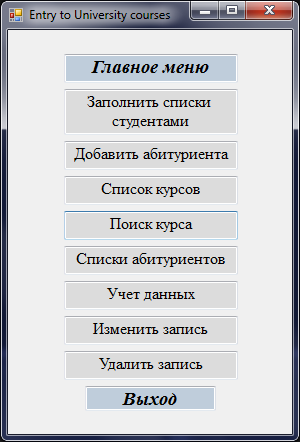 Entry to University courses
Главное меню
Заполнить списки
студентами
Добавить абитуриента
Список курсов
Поиск курса
Списки абитуриентов
Учет данных
Изменить запись
Удалить запись
Выход